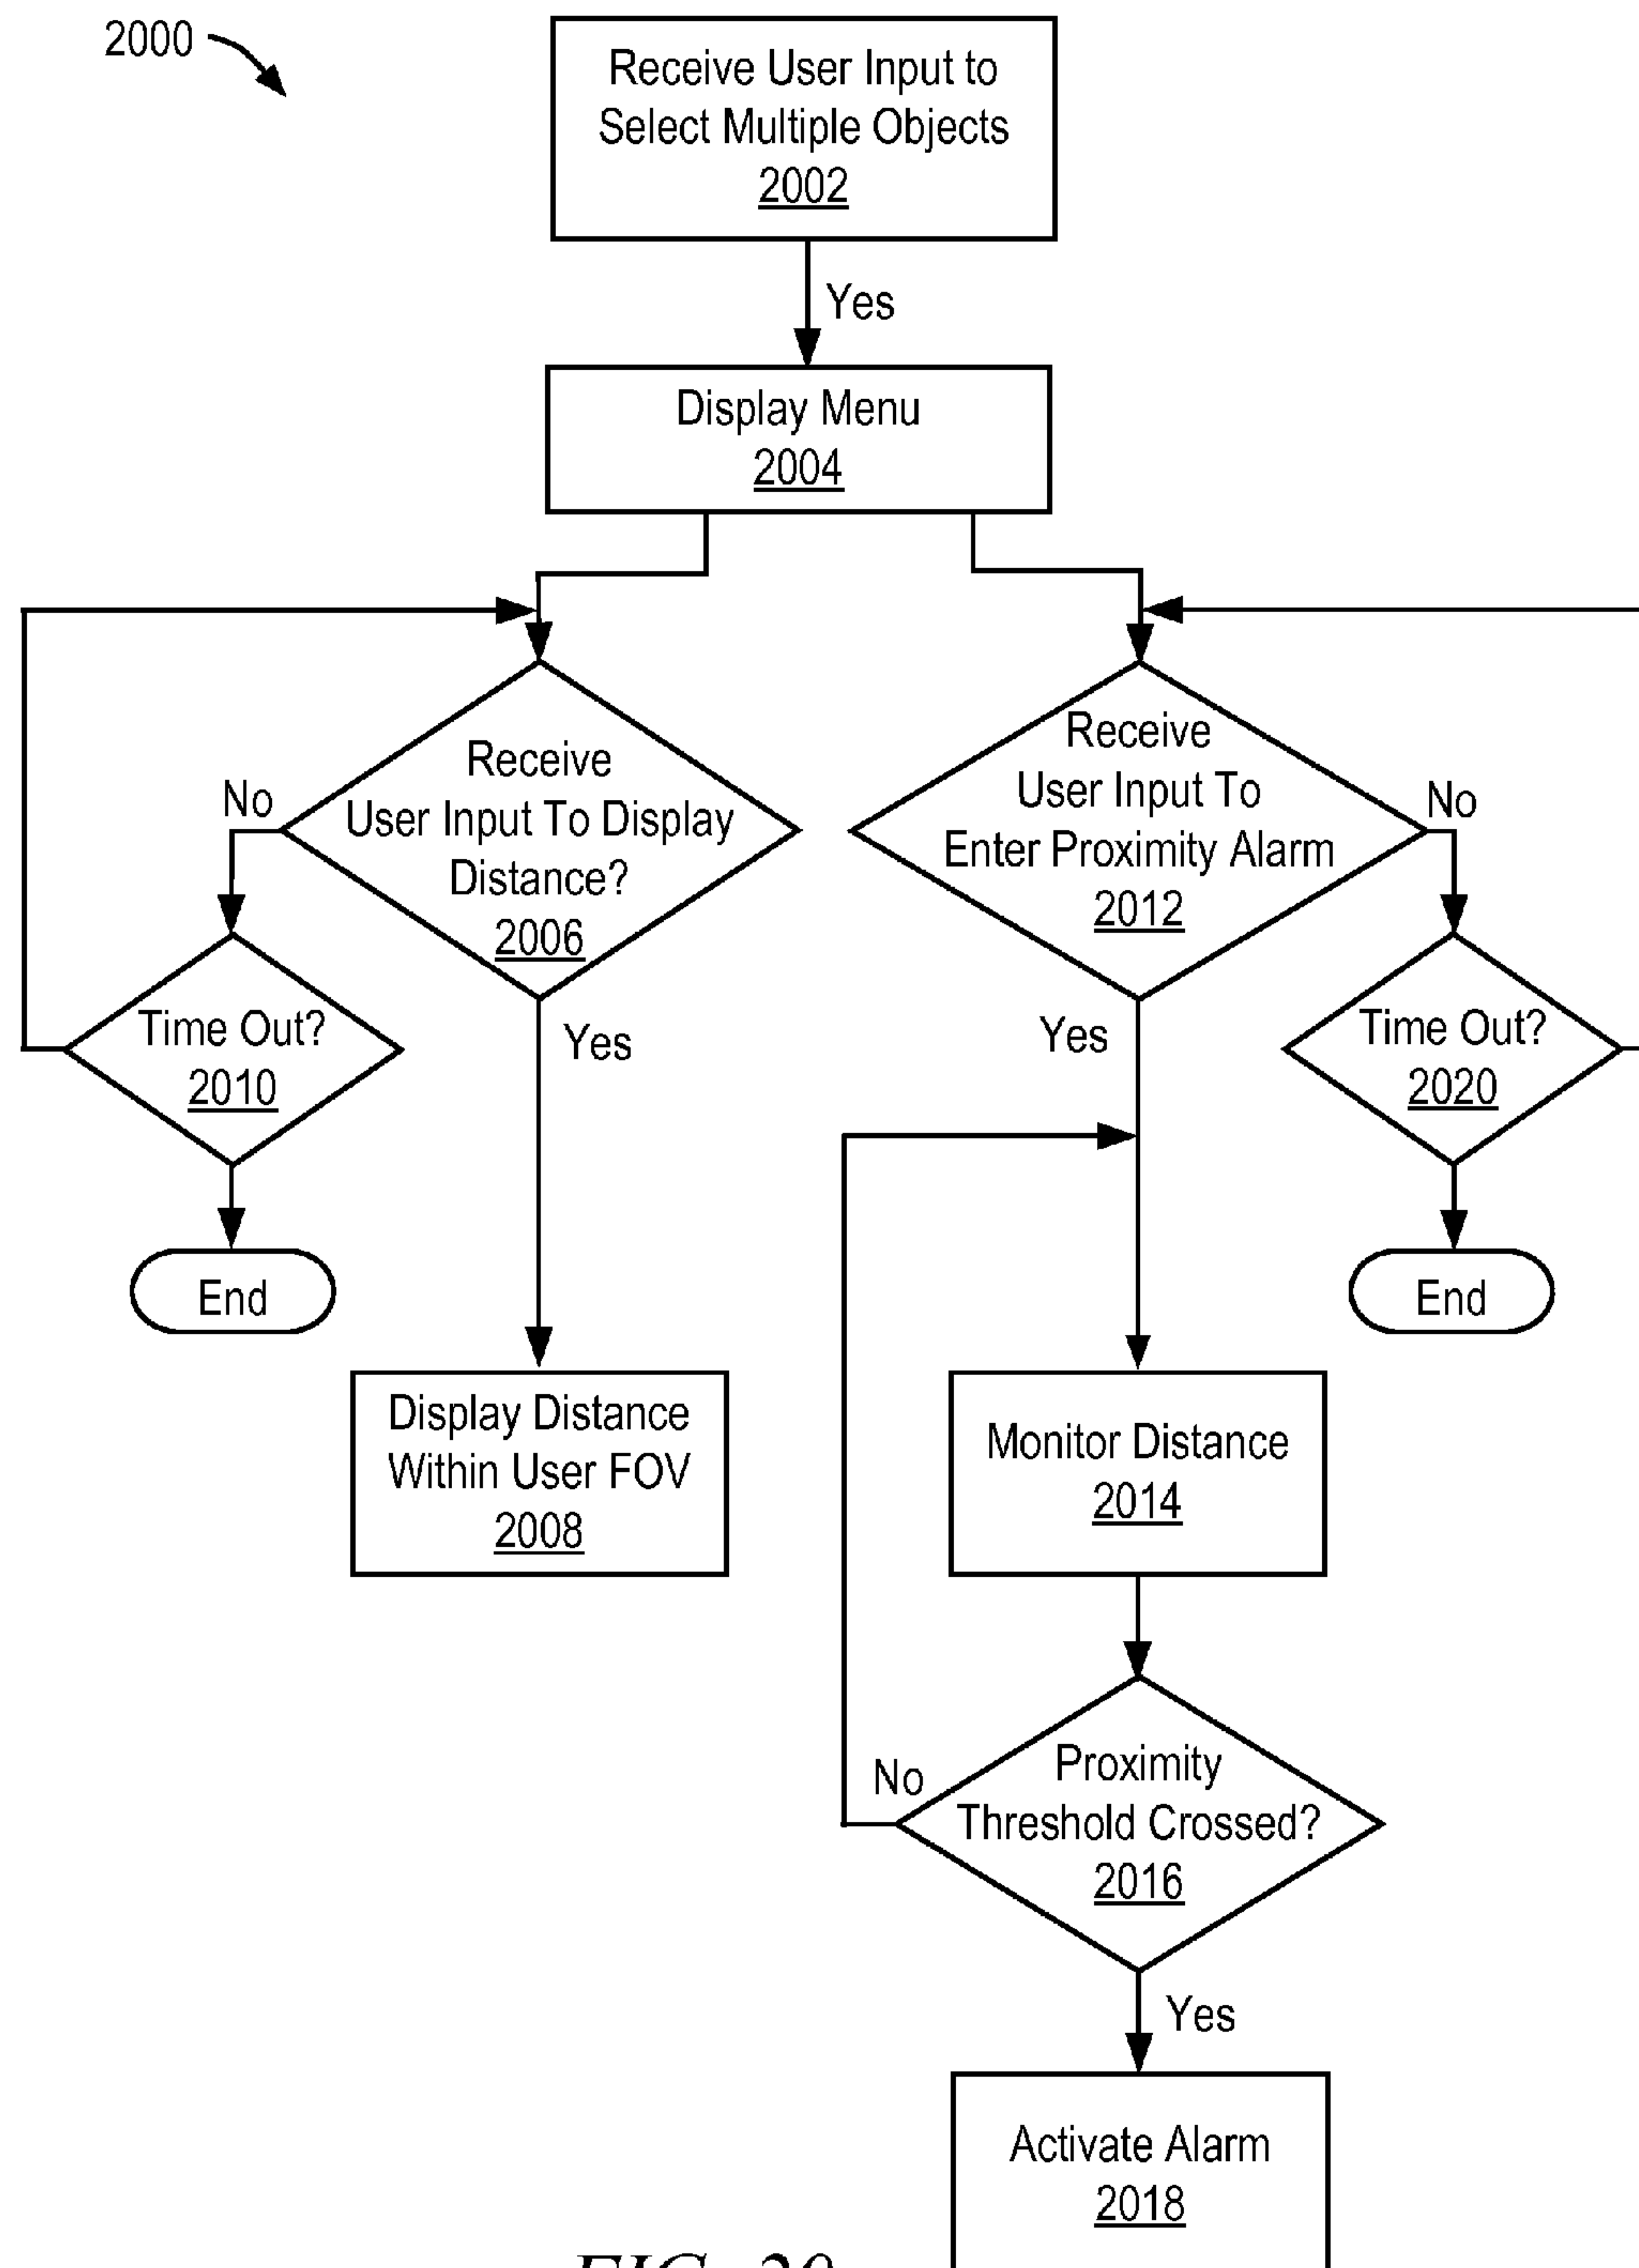 2000
Receive User Input to
Select Multiple Objects
2002
Yes
Display Menu
2004
Receive
User Input To Display
Distance?
2006
No
Yes
Time Out?
2010
End
Display Distance
Within User FOV
2008
Receive
User Input To
Enter Proximity Alarm
2012
No
Yes
Time Out?
2020
End
Monitor Distance
2014
Proximity
Threshold Crossed?
2016
No
Yes
Activate Alarm
2018
FIG. 20